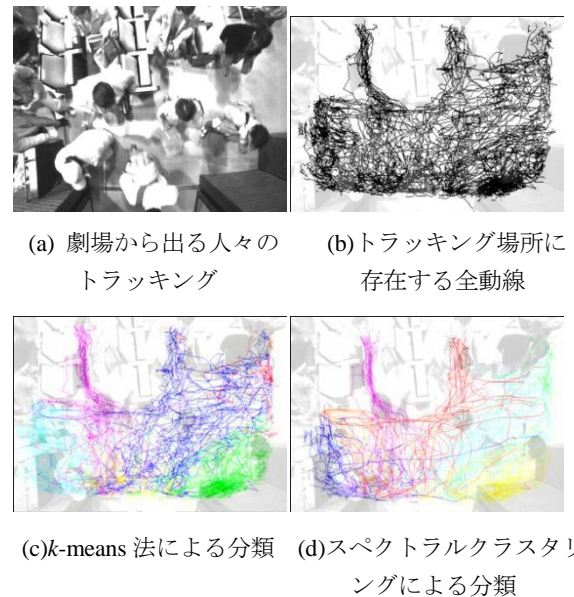 (a) 劇場から出る人々の
トラッキング
(b)トラッキング場所に
存在する全動線
(c)k-means 法による分類
(d)スペクトラルクラスタリ
ングによる分類